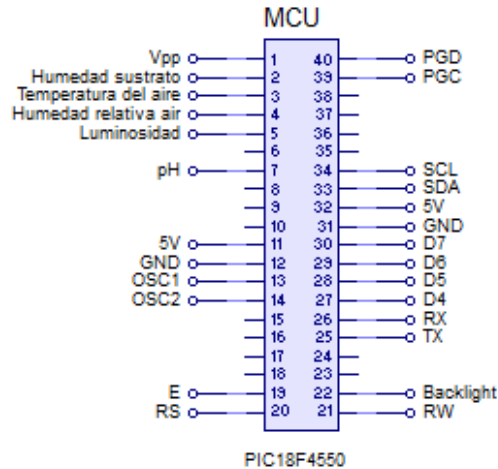 MCU
Vpp 1 40 PGD
Humedad sustrato 2 39 PGC
Temperatura del aire 3 38
Humedad relativa air 4 37
Luminosidad 5 36
6 35
pH 7 34 SCL
8 33 SDA
9 32 5V
10 31 GND
5V 11 30 D7
GND 12 29 D6
OSC1 13 28 D5
OSC2 14 27 D4
15 26 RX
16 25 TX
17 24
18 23
E 19 22 Backlight
RS 20 21 RW
PIC18F4550